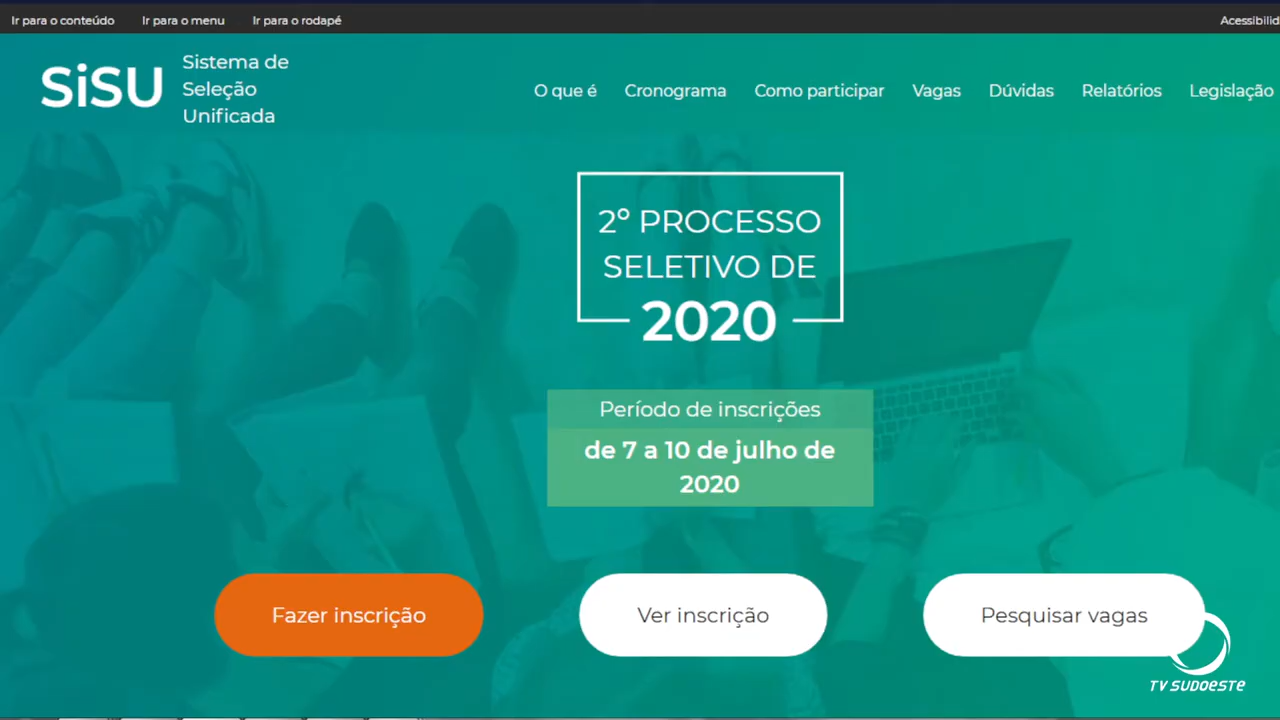 Ir para o conteúdo Ir para o menu Ir para o rodapé
SiSU
Sistema de
Seleção
Unificada
O que é Cronograma Como participar Vagas Dúvidas Relatórios Legislação
2º PROCESSO
SELETIVO DE
2020
Período de inscrições
de 7 a 10 de julho de
2020
Fazer inscrição
Ver inscrição
Pesquisar vagas
TV SUDOESTE